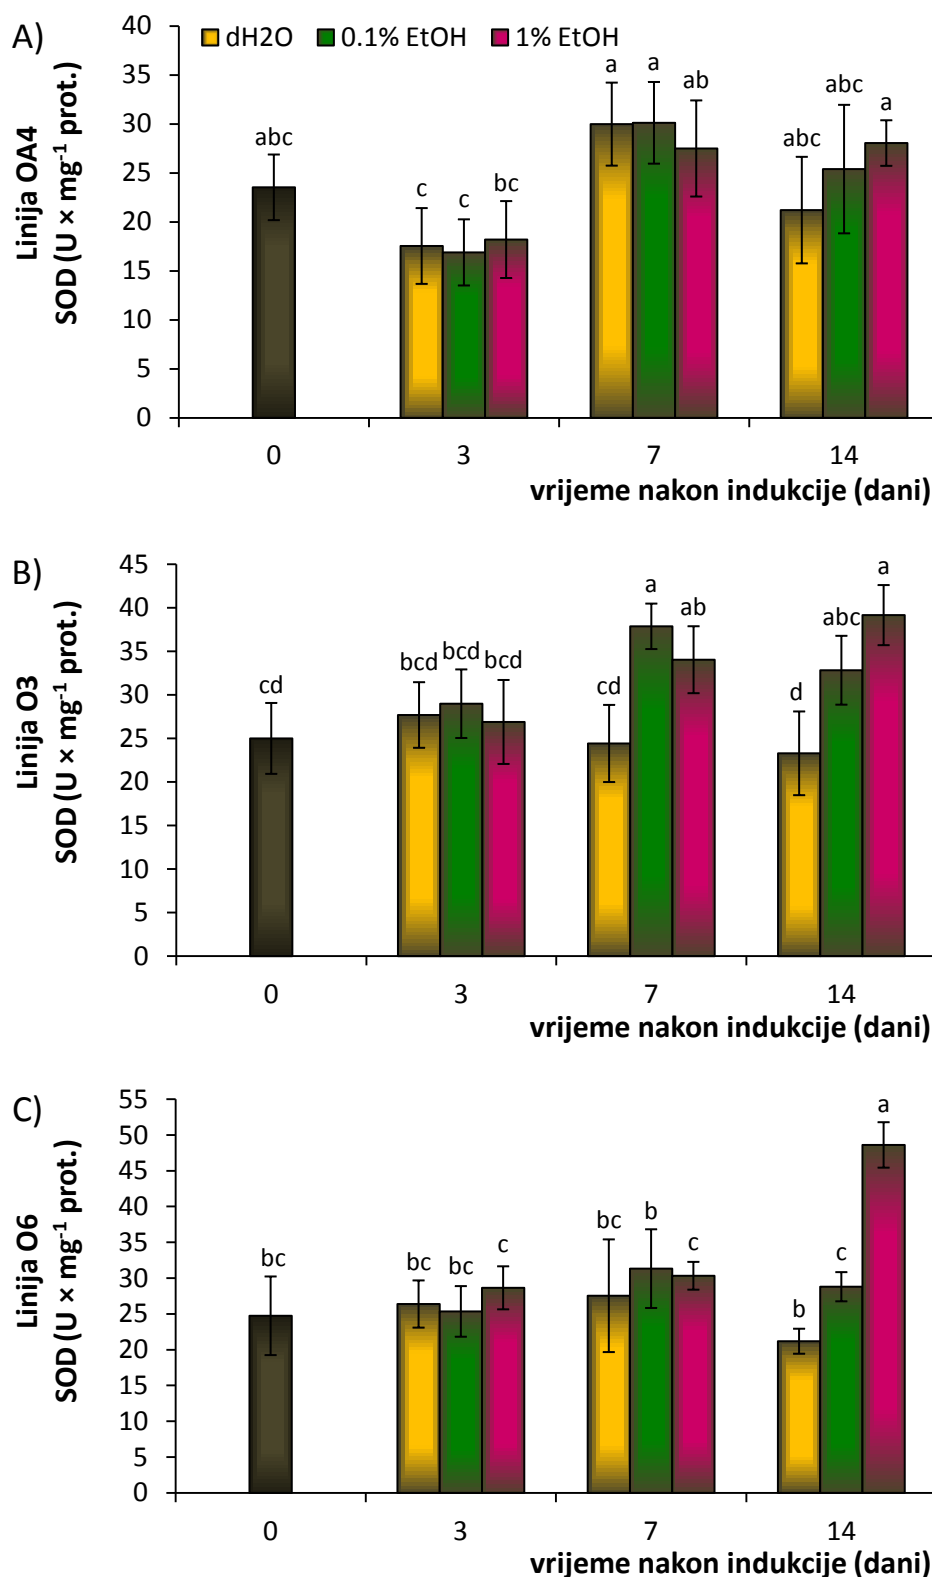 A)
dH2O 0.1% EtOH 1% EtOH
Linija OA4
SOD (U × mg⁻¹ prot.)
40
35
30
25
20
15
10
5
0
abc
c c bc
a a ab
abc abc a
0 3 7 14
vrijeme nakon indukcije (dani)
B)
Linija O3
SOD (U × mg⁻¹ prot.)
45
40
35
30
25
20
15
10
5
0
cd
bcd bcd bcd
cd a ab
d abc a
0 3 7 14
vrijeme nakon indukcije (dani)
C)
Linija O6
SOD (U × mg⁻¹ prot.)
55
50
45
40
35
30
25
20
15
10
5
0
bc
bc bc c
bc b c
b c a
0 3 7 14
vrijeme nakon indukcije (dani)